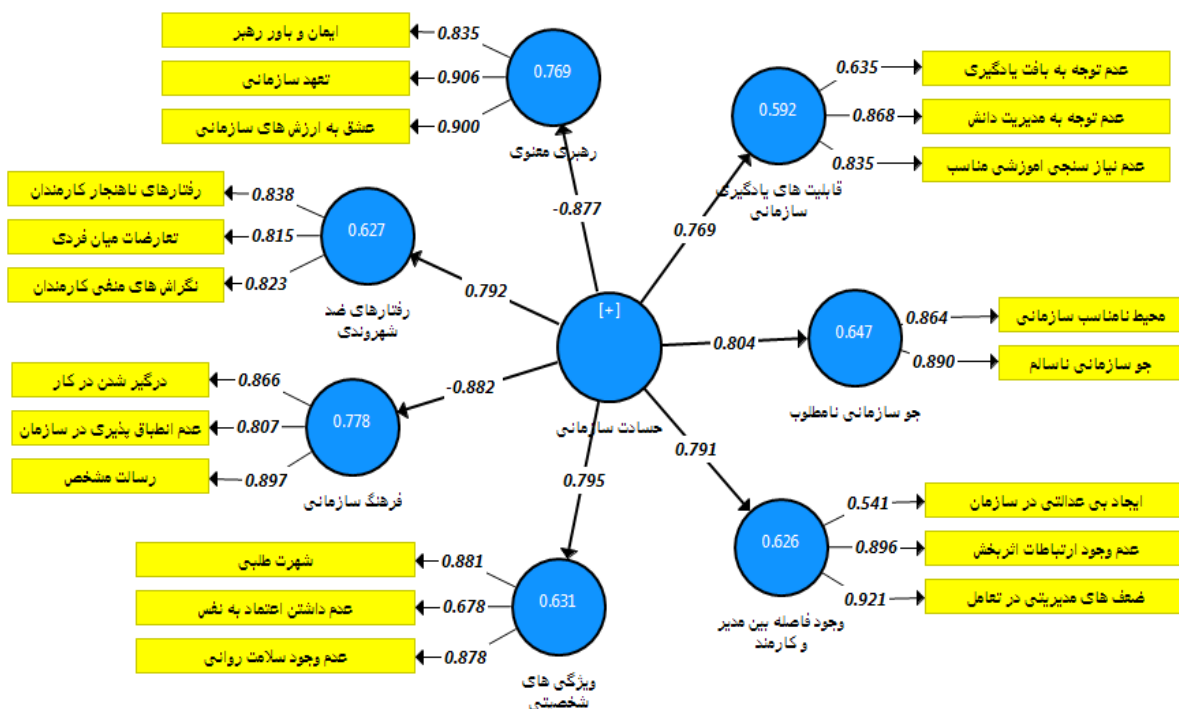 ایمان و باور رهبر
تعهد سازمانی
عشق به ارزش های سازمانی
0.835
0.906
0.900
0.769
رهبری معنوی
-0.877
عدم توجه به بافت یادگیری
عدم توجه به مدیریت دانش
عدم نیاز سنجی اموزشی مناسب
0.635
0.868
0.835
0.592
قابلیت های یادگیری
سازمانی
0.769
رفتارهای ناهنجار کارمندان
تعارضات میان فردی
نگراش های منفی کارمندان
0.838
0.815
0.823
0.627
رفتارهای ضد
شهروندی
0.792
[+]
حسادت سازمانی
0.804
0.647
جو سازمانی نامطلوب
0.864
0.890
محیط نامناسب سازمانی
جو سازمانی ناسالم
درگیر شدن در کار
عدم انطباق پذیری در سازمان
رسالت مشخص
0.866
0.807
0.897
0.778
فرهنگ سازمانی
-0.882
0.795
0.791
شهرت طلبی
عدم داشتن اعتماد به نفس
عدم وجود سلامت روانی
0.881
0.678
0.878
0.631
ویژگی های
شخصیتی
0.626
وجود فاصله بین مدیر
و کارمند
0.541
0.896
0.921
ایجاد بی عدالتی در سازمان
عدم وجود ارتباطات اثربخش
ضعف های مدیریتی در تعامل